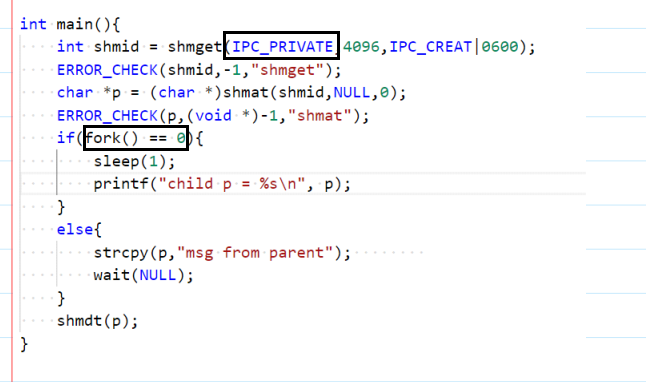 int main(){
    int shmid = shmget(IPC_PRIVATE,4096,IPC_CREAT|0600);
    ERROR_CHECK(shmid,-1,"shmget");
    char *p = (char *)shmat(shmid,NULL,0);
    ERROR_CHECK(p,(void *)-1,"shmat");
    if(fork() == 0){
        sleep(1);
        printf("child p = %s\n", p);
    }
    else{
        strcpy(p,"msg from parent");
        wait(NULL);
    }
    shmdt(p);
}